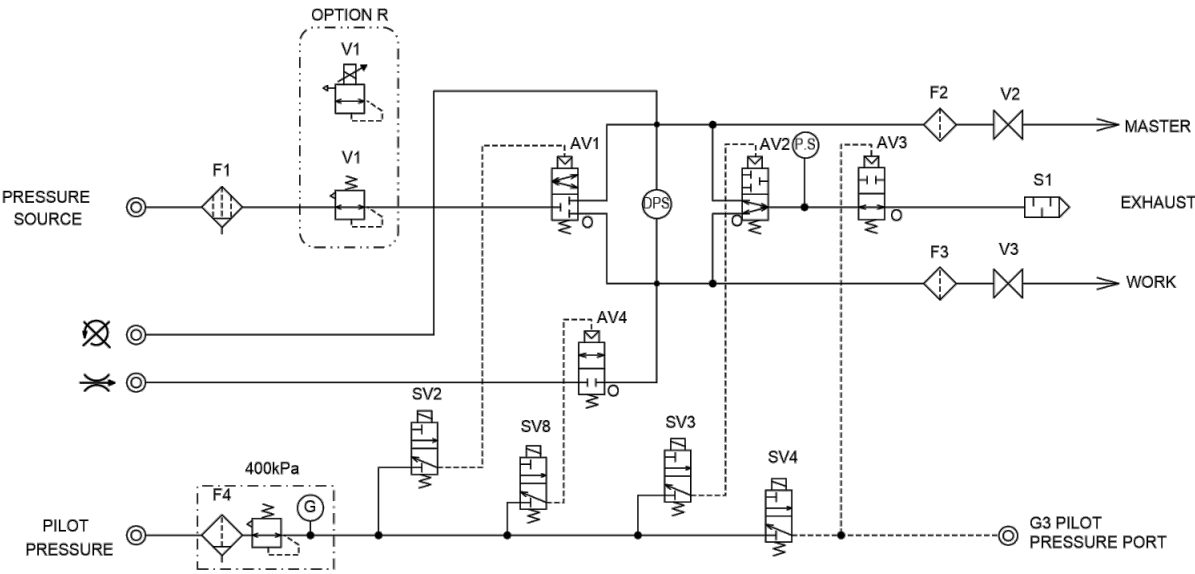 OPTION R
V1
V1
F1
PRESSURE
SOURCE
AV1
DPS
AV2
P.S
AV3
F2
V2
MASTER
S1
EXHAUST
F3
V3
WORK
O
O
O
AV4
O
SV2
SV8
SV3
SV4
400kPa
F4
G
PILOT
PRESSURE
G3 PILOT
PRESSURE PORT